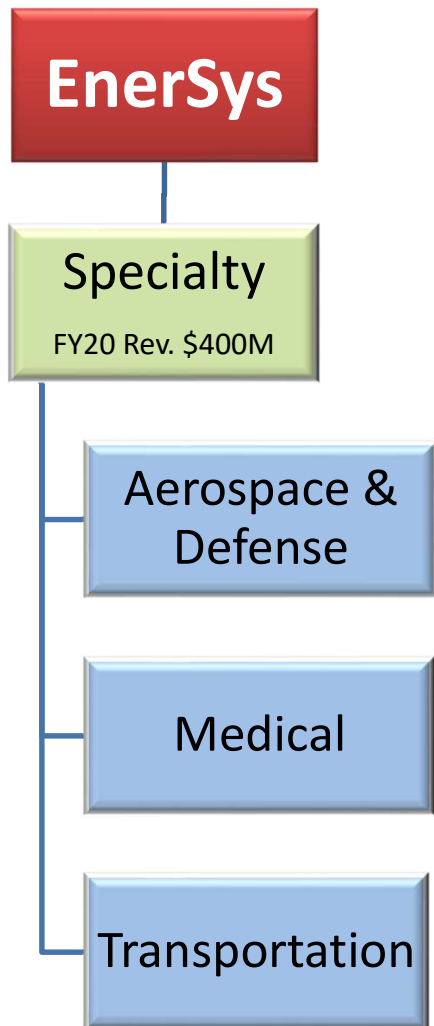 EnerSys
Specialty
FY20 Rev. $400M
Aerospace &
Defense
Medical
Transportation